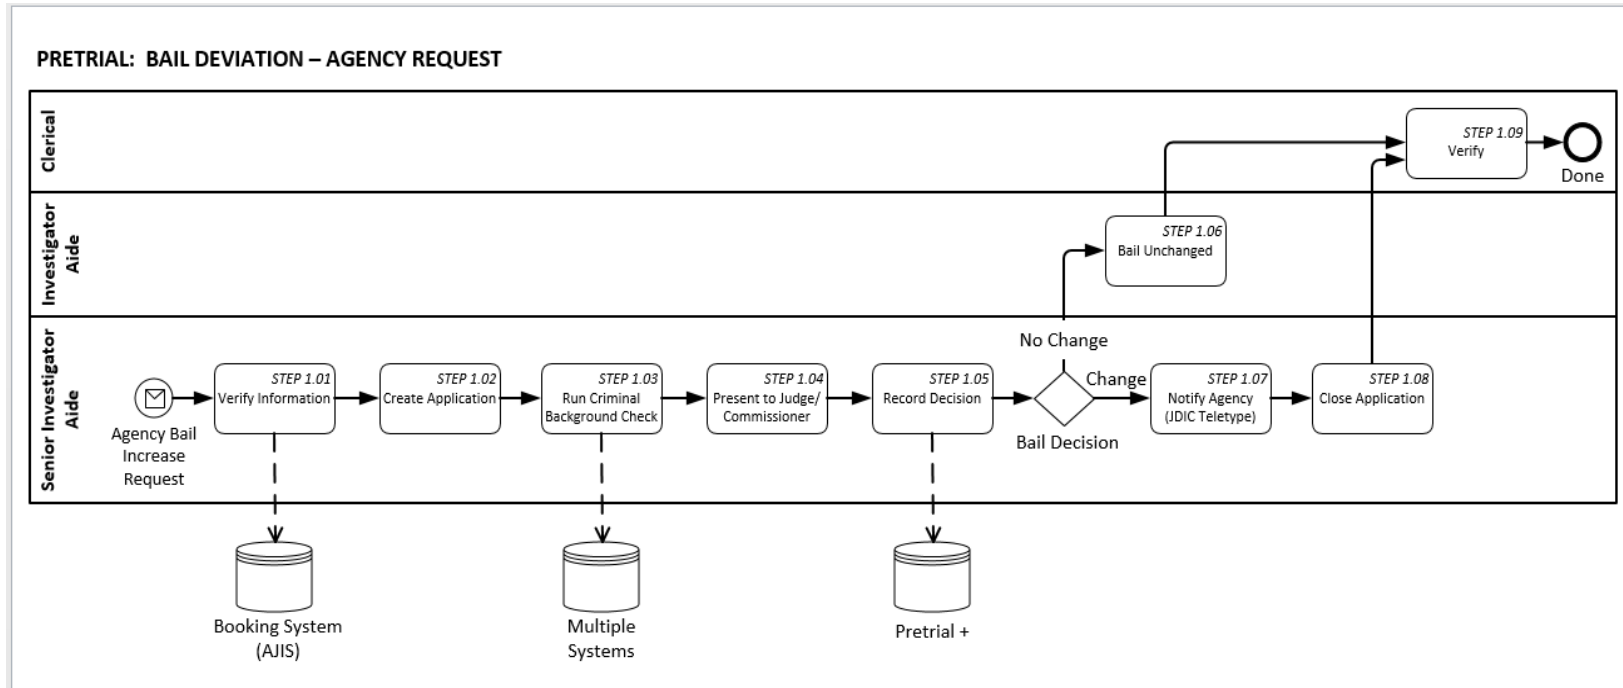 PRETRIAL: BAIL DEVIATION – AGENCY REQUEST
Clerical
STEP 1.09
Verify
Done
Investigator
Aide
STEP 1.06
Bail Unchanged
Senior Investigator
Aide
Agency Bail
Increase
Request
STEP 1.01
Verify Information
STEP 1.02
Create Application
STEP 1.03
Run Criminal
Background Check
STEP 1.04
Present to Judge/
Commissioner
STEP 1.05
Record Decision
No Change
Change
Bail Decision
STEP 1.07
Notify Agency
(JDIC Teletype)
STEP 1.08
Close Application
Booking System
(AJIS)
Multiple
Systems
Pretrial +